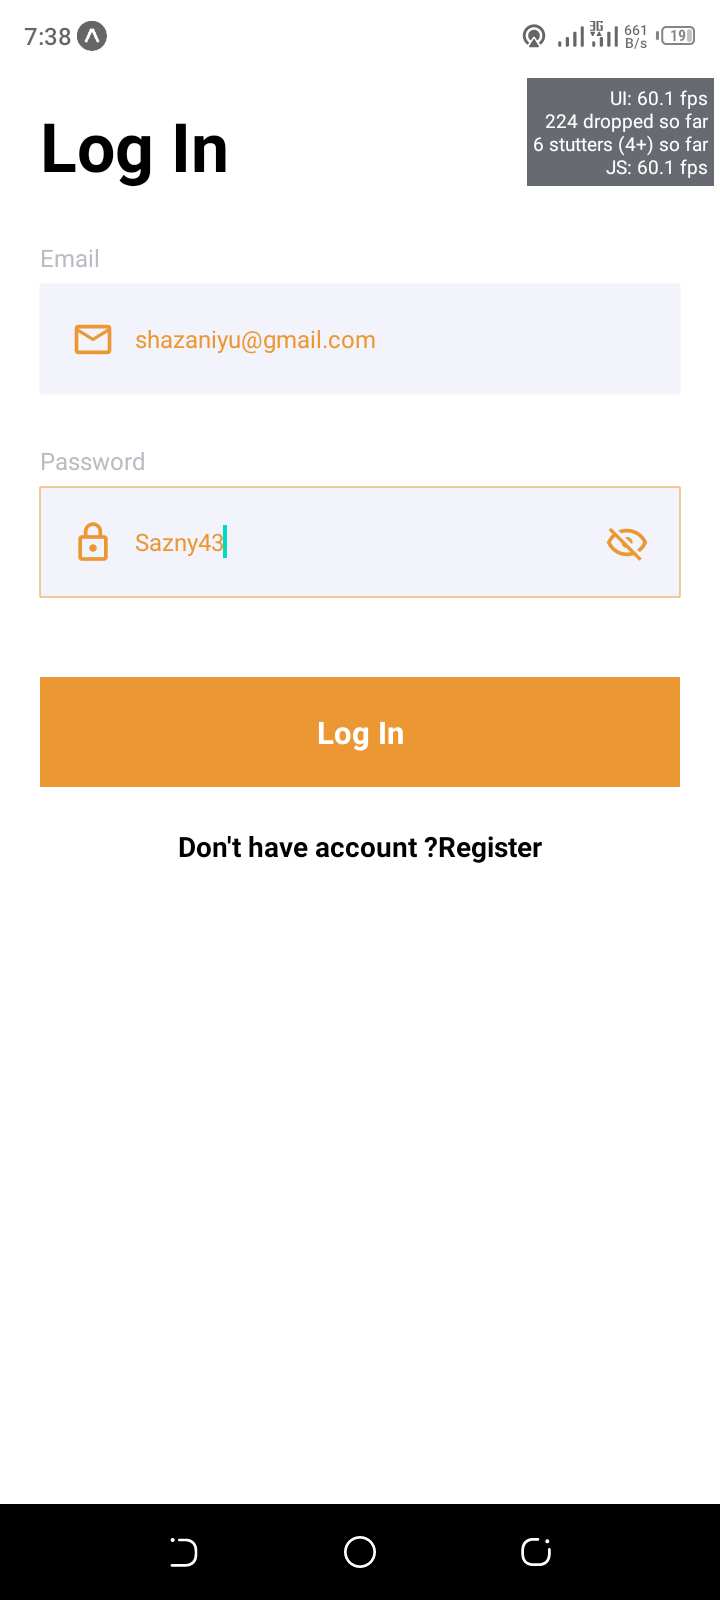 7:38
3G
661
B/s
19
UI: 60.1 fps
224 dropped so far
6 stutters (4+) so far
JS: 60.1 fps
Log In
Email
shazaniyu@gmail.com
Password
Sazny43
Log In
Don't have account ?Register